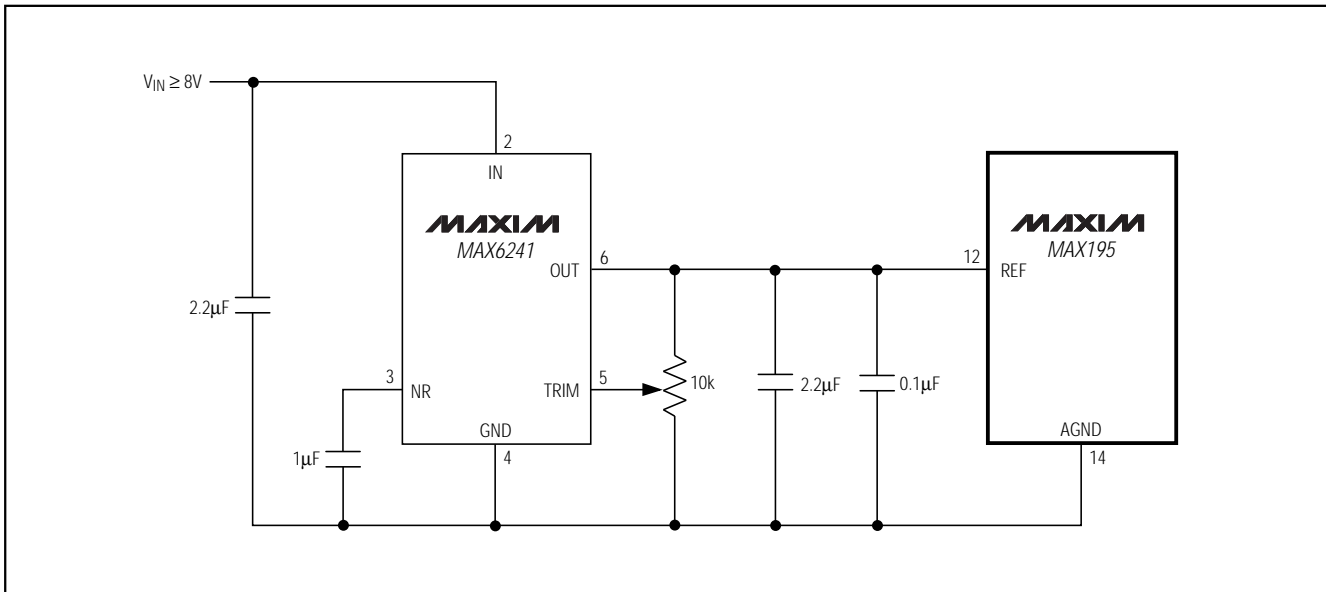 V_IN ≥ 8V
2
IN
MAXIM
MAX6241
OUT
6
2.2µF
3
NR
TRIM
5
10k
2.2µF
0.1µF
GND
4
1µF
12
REF
MAXIM
MAX195
AGND
14